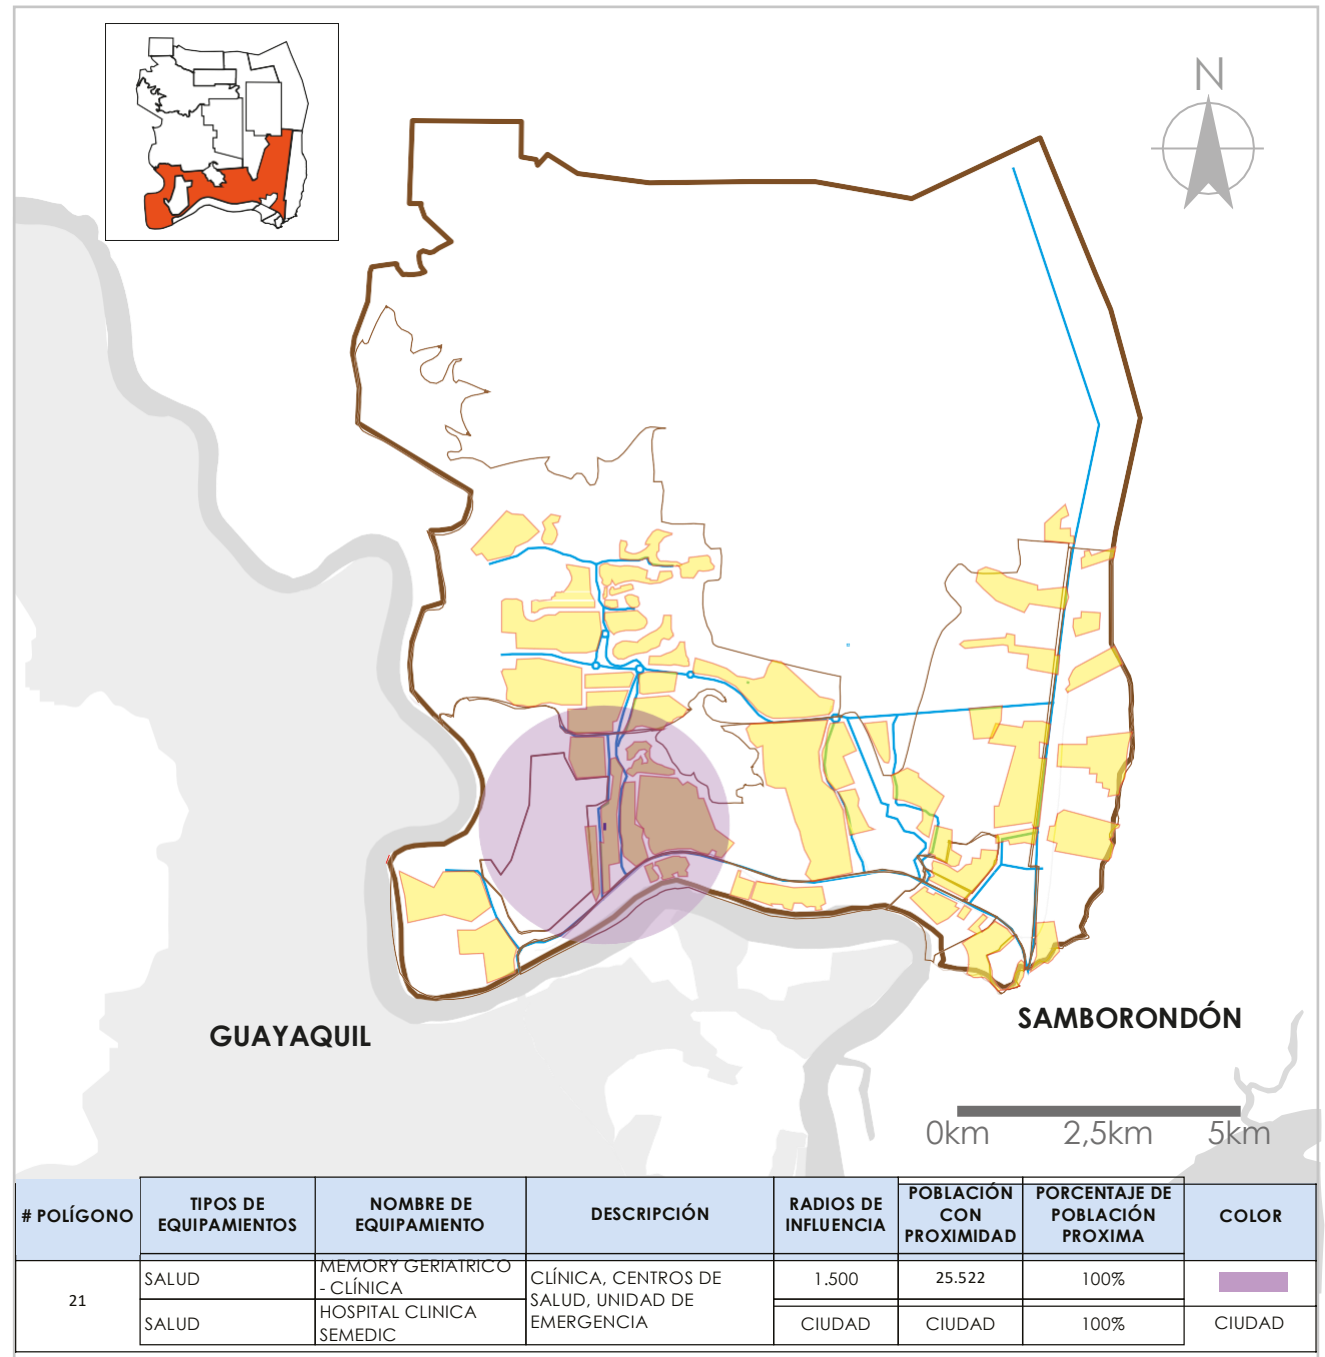 N
GUAYAQUIL
SAMBORONDÓN
0km 2,5km 5km
# POLÍGONO
TIPOS DE
EQUIPAMIENTOS
NOMBRE DE
EQUIPAMIENTO
DESCRIPCIÓN
RADIOS DE
INFLUENCIA
POBLACIÓN
CON
PROXIMIDAD
PORCENTAJE DE
POBLACIÓN
PROXIMA
COLOR
21
SALUD
MEMORY GERIATRICO
- CLÍNICA
CLÍNICA, CENTROS DE
SALUD, UNIDAD DE
EMERGENCIA
1.500
25.522
100%
SALUD
HOSPITAL CLINICA
SEMEDIC
CIUDAD
CIUDAD
100%
CIUDAD